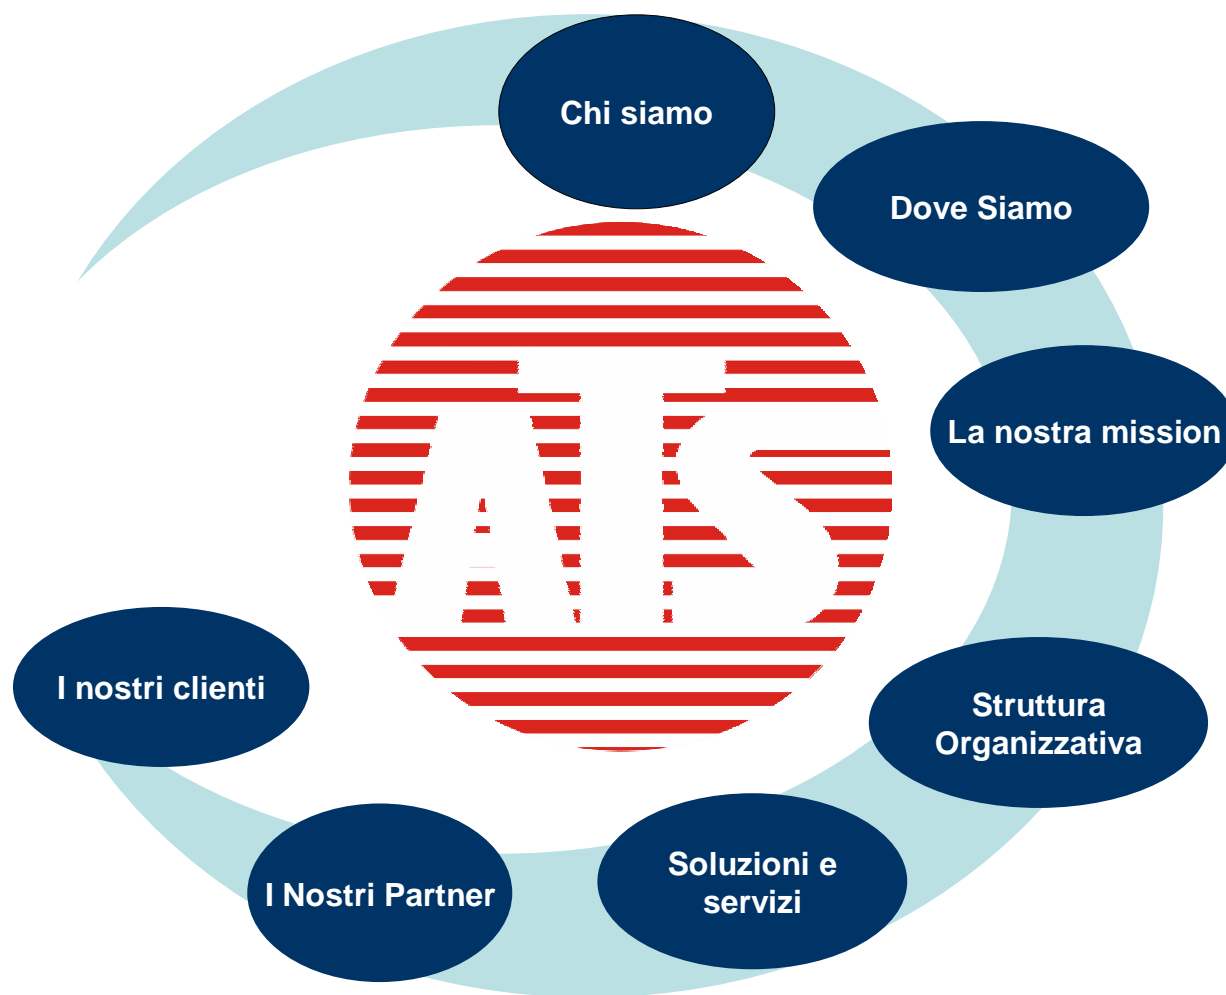 Chi siamo
Dove Siamo
La nostra mission
ATS
Struttura
Organizzativa
I nostri clienti
Soluzioni e
servizi
I Nostri Partner